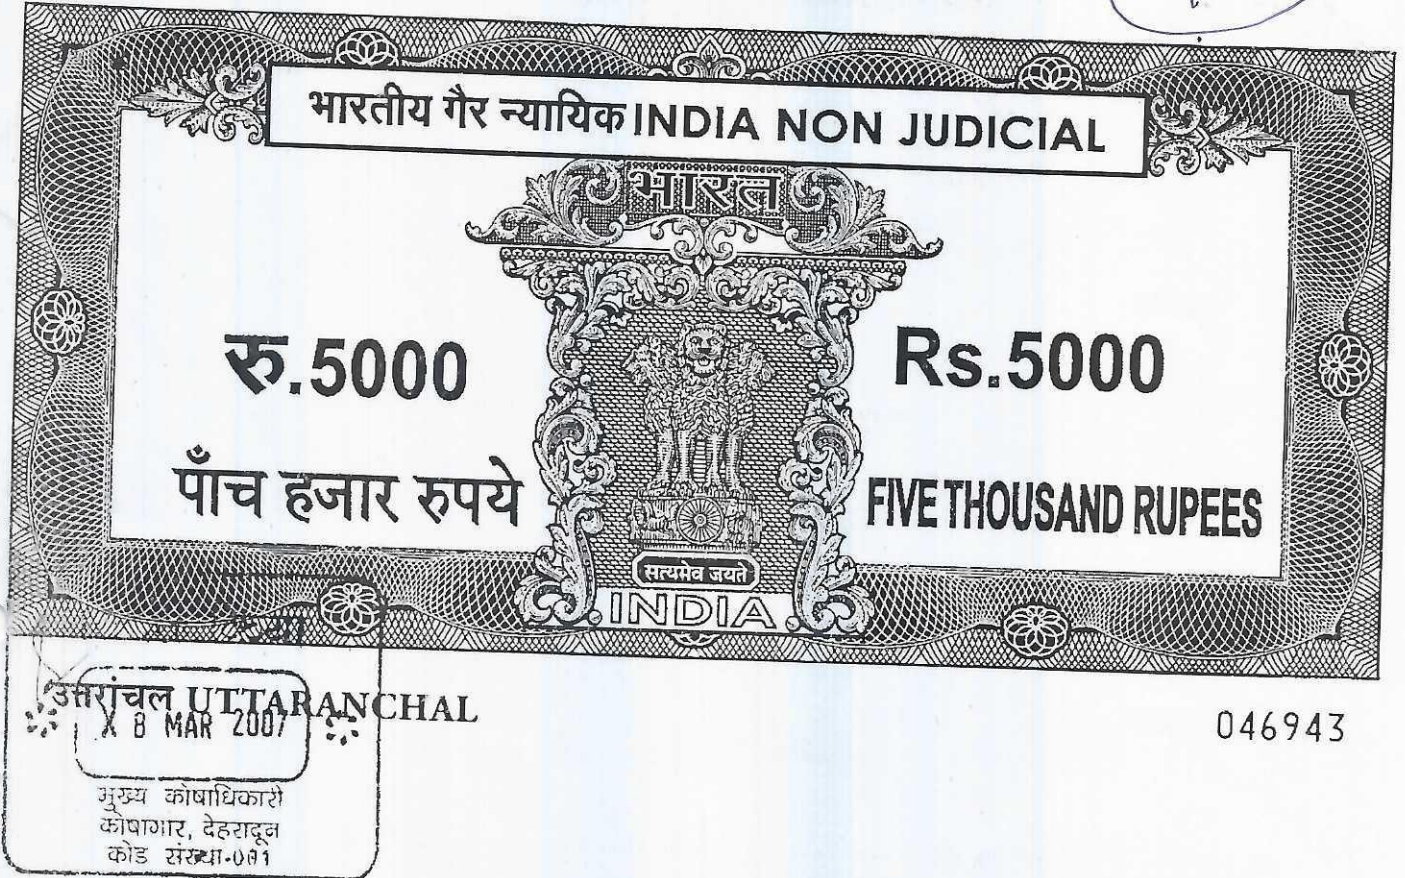 भारतीय गैर न्यायिक INDIA NON JUDICIAL
भारत
रु.5000
Rs.5000
पाँच हजार रुपये
FIVE THOUSAND RUPEES
सत्यमेव जयते
INDIA
उत्तरांचल UTTARANCHAL
8 MAR 2007
046943
मुख्य कोषाधिकारी
कोषागार, देहरादून
कोड संख्या-001